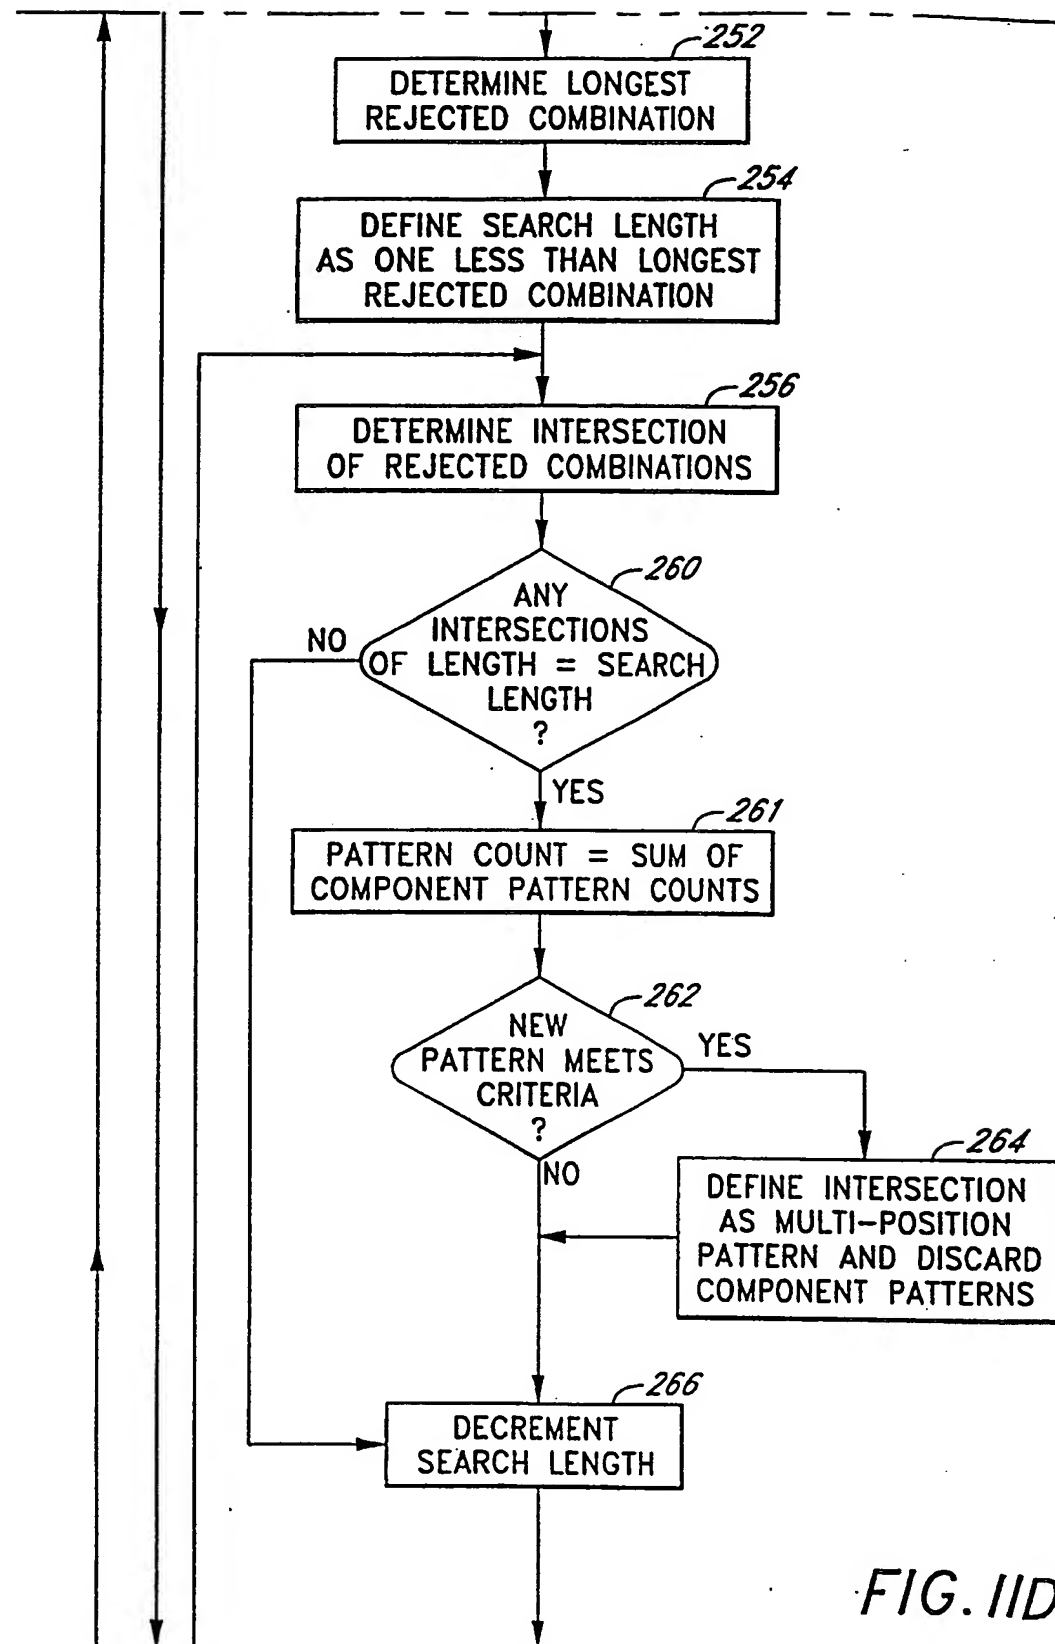 252
DETERMINE LONGEST
REJECTED COMBINATION
254
DEFINE SEARCH LENGTH
AS ONE LESS THAN LONGEST
REJECTED COMBINATION
256
DETERMINE INTERSECTION
OF REJECTED COMBINATIONS
260
ANY
INTERSECTIONS
OF LENGTH = SEARCH
LENGTH
?
NO
YES
261
PATTERN COUNT = SUM OF
COMPONENT PATTERN COUNTS
262
NEW
PATTERN MEETS
CRITERIA
?
YES
NO
264
DEFINE INTERSECTION
AS MULTI-POSITION
PATTERN AND DISCARD
COMPONENT PATTERNS
266
DECREMENT
SEARCH LENGTH
FIG. 11D